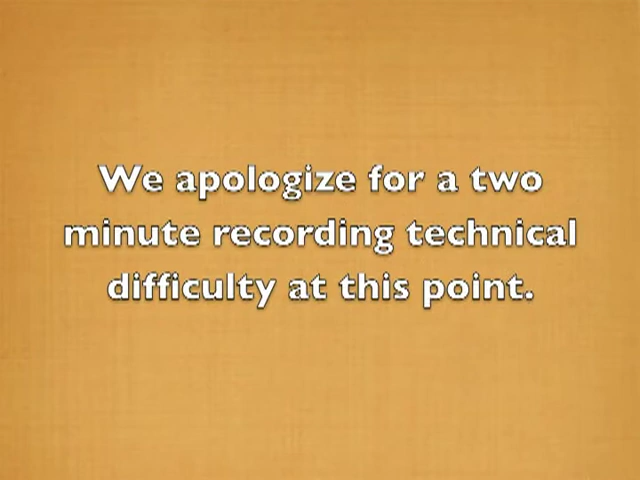 We apologize for a two
minute recording technical
difficulty at this point.